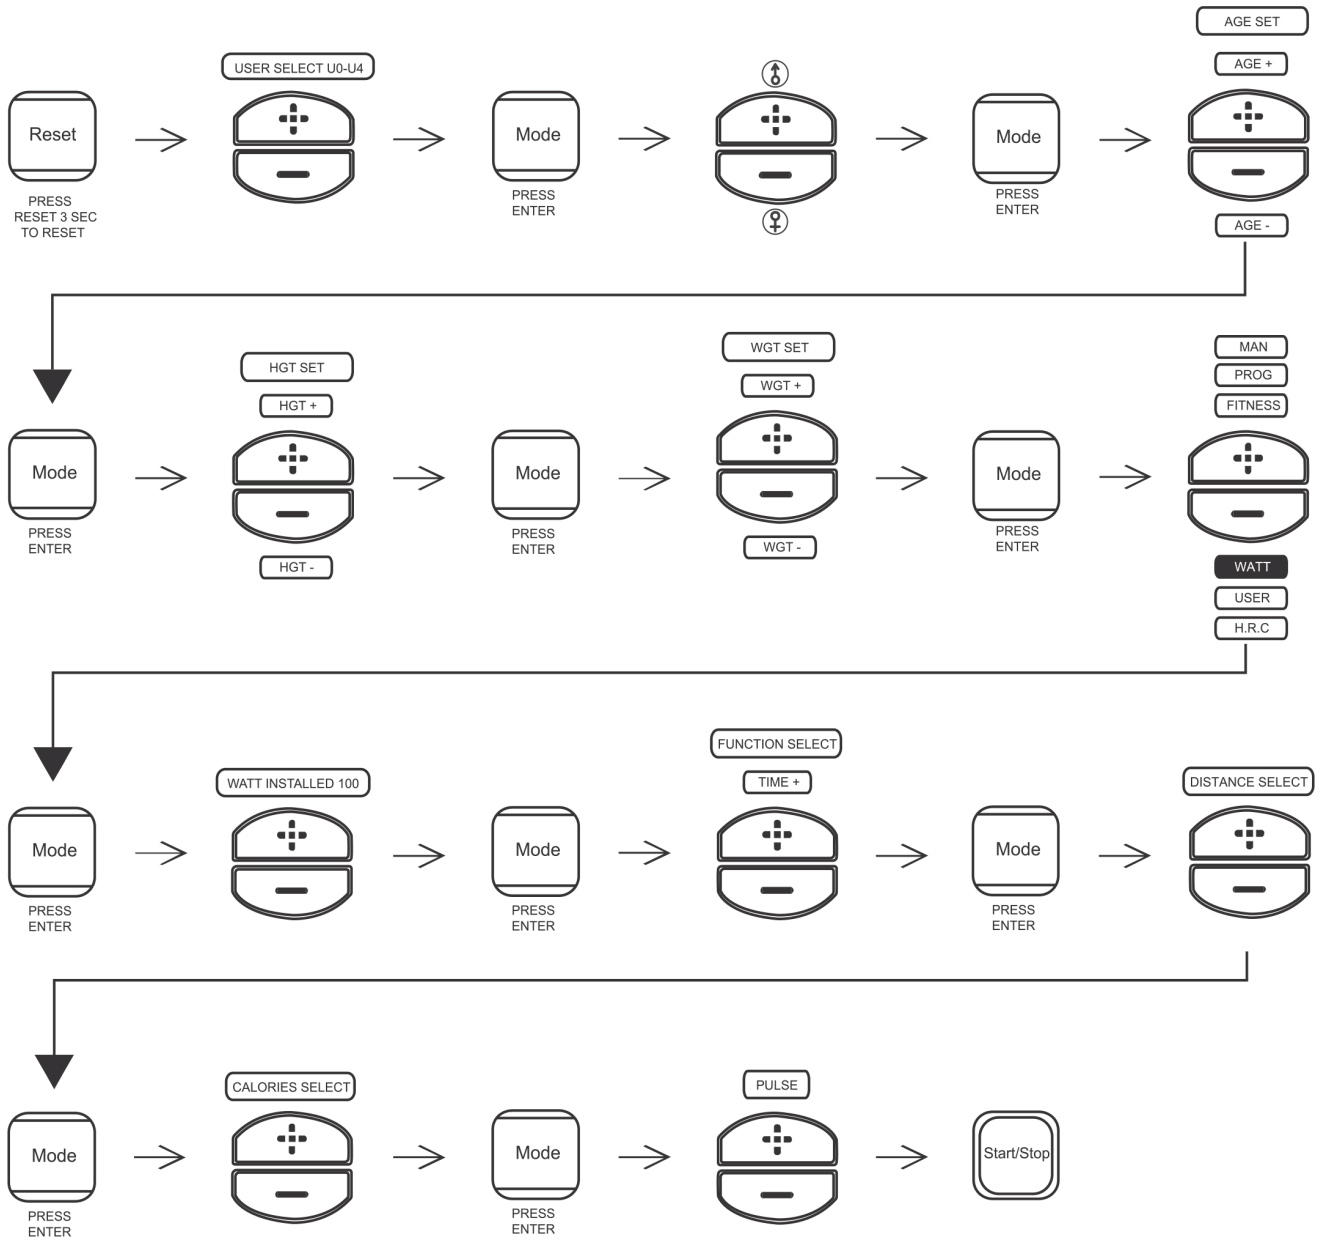 AGE SET
USER SELECT U0-U4
AGE +
Reset
Mode
Mode
PRESS
RESET 3 SEC
TO RESET
PRESS
ENTER
PRESS
ENTER
AGE -
HGT SET
HGT +
WGT SET
WGT +
MAN
PROG
FITNESS
Mode
Mode
Mode
PRESS
ENTER
HGT -
PRESS
ENTER
WGT -
PRESS
ENTER
WATT
USER
H.R.C
WATT INSTALLED 100
FUNCTION SELECT
TIME +
DISTANCE SELECT
Mode
Mode
Mode
PRESS
ENTER
PRESS
ENTER
PRESS
ENTER
CALORIES SELECT
PULSE
Mode
Mode
Start/Stop
PRESS
ENTER
PRESS
ENTER